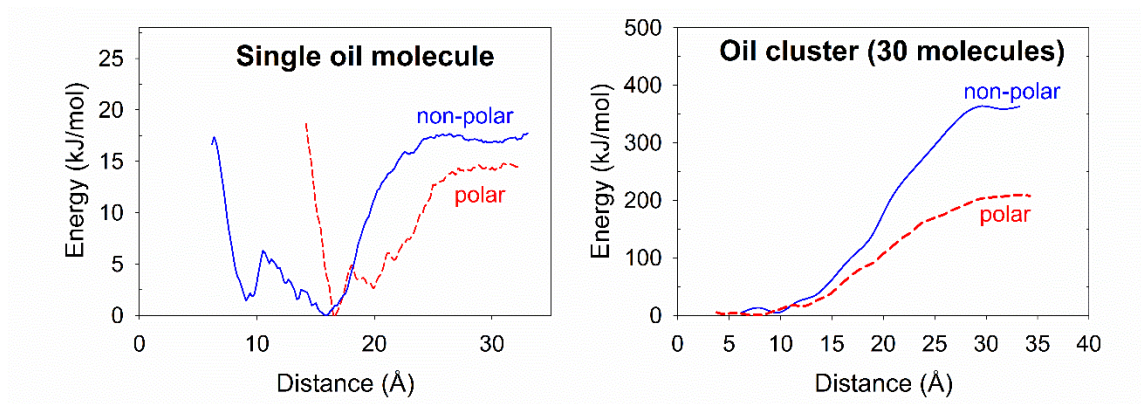 Single oil molecule
non-polar
polar
Energy (kJ/mol)
25
20
15
10
5
0
0
10
20
30
Distance (Å)
Oil cluster (30 molecules)
non-polar
polar
Energy (kJ/mol)
500
400
300
200
100
0
0
5
10
15
20
25
30
35
40
Distance (Å)